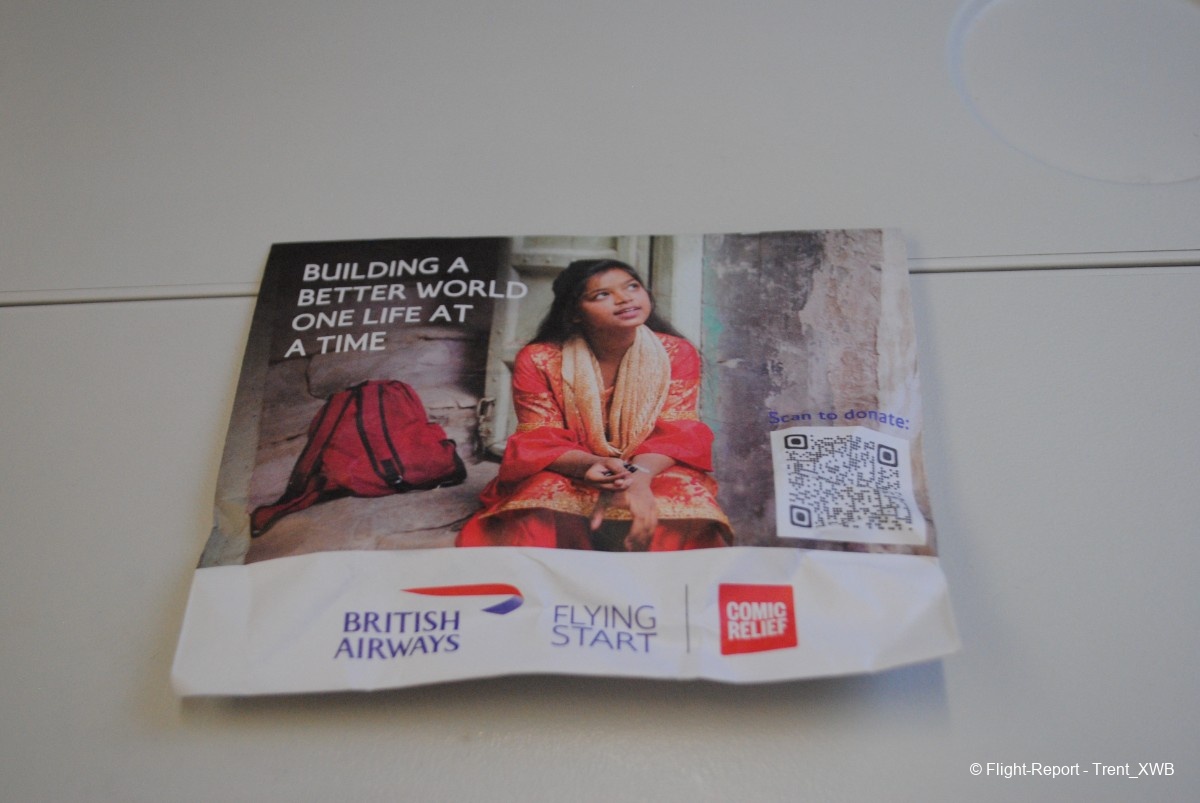 BUILDING A
BETTER WORLD
ONE LIFE AT
A TIME
Scan to donate:
BRITISH
AIRWAYS
FLYING
START
COMIC
RELIEF
© Flight-Report - Trent_XWB